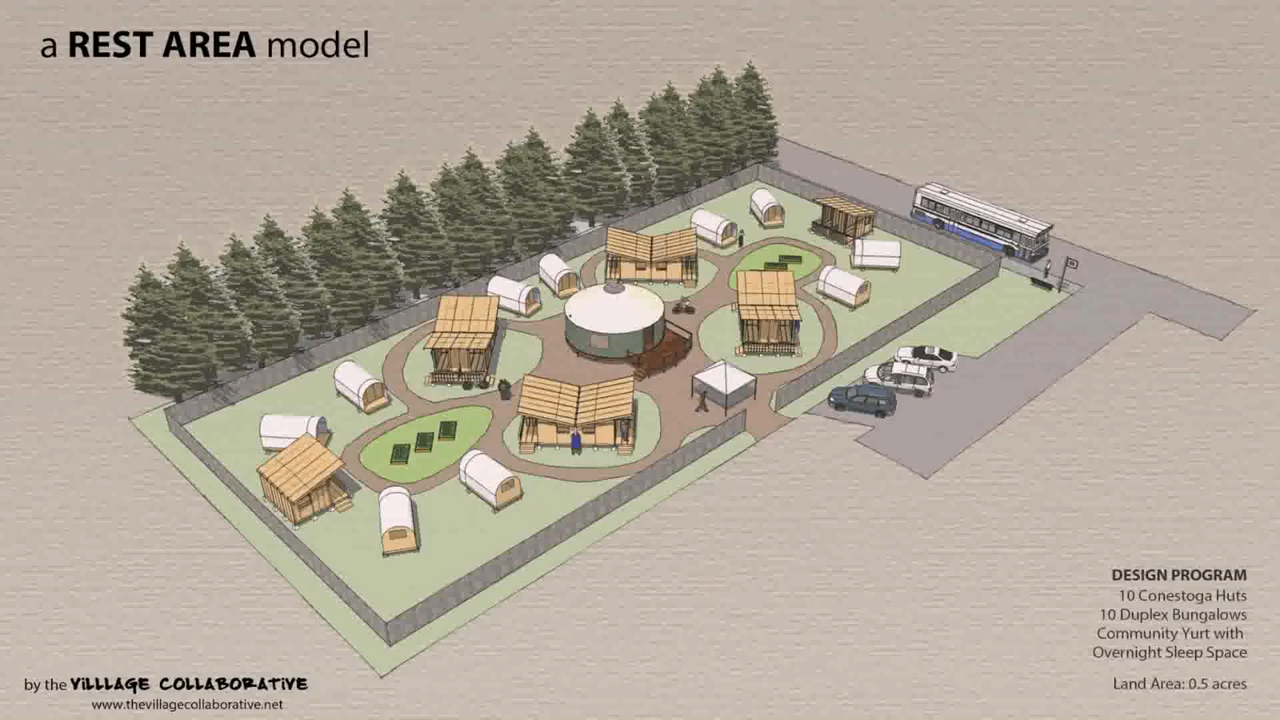 a REST AREA model
DESIGN PROGRAM
10 Conestoga Huts
10 Duplex Bungalows
Community Yurt with
Overnight Sleep Space
Land Area: 0.5 acres
by the ViLLLAGE COLLABORATiVE
www.thevillagecollaborative.net